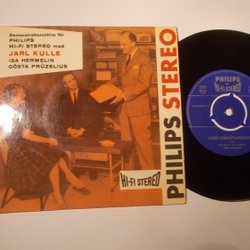 Demonstrationsskiva för
PHILIPS
HI-FI STEREO med
JARL KULLE
ISA HERMELIN
GÖSTA PRÜZELIUS
PHILIPS STEREO
HI-FI STEREO
PHILIPS